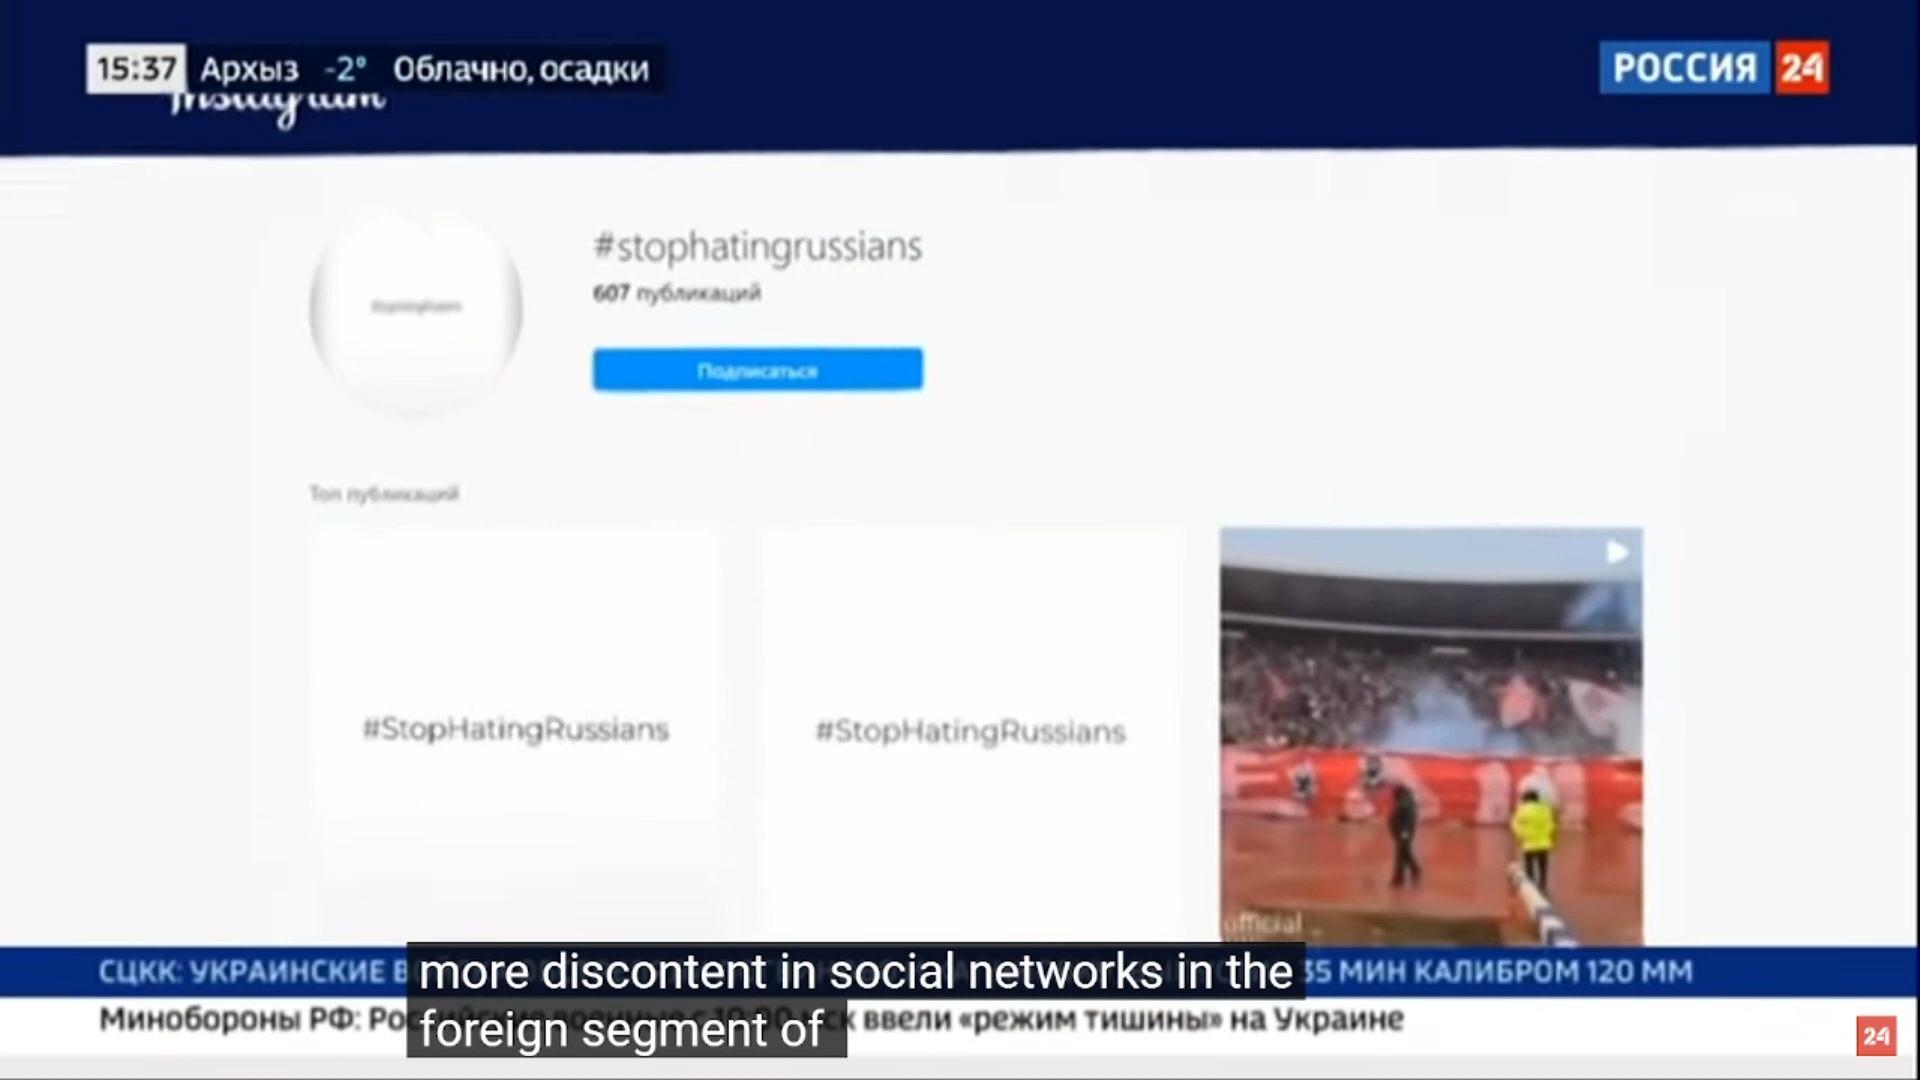 15:37 Архыз -2° Облачно, осадки
РОССИЯ 24
Instagram
#stophatingrussians
607 публикаций
Подписаться
Топ публикаций
#StopHatingRussians
#StopHatingRussians
official
СЦКК: УКРАИНСКИЕ 35 МИН КАЛИБРОМ 120 ММ
more discontent in social networks in the
Минобороны РФ: ввели «режим тишины» на Украине
foreign segment of
24